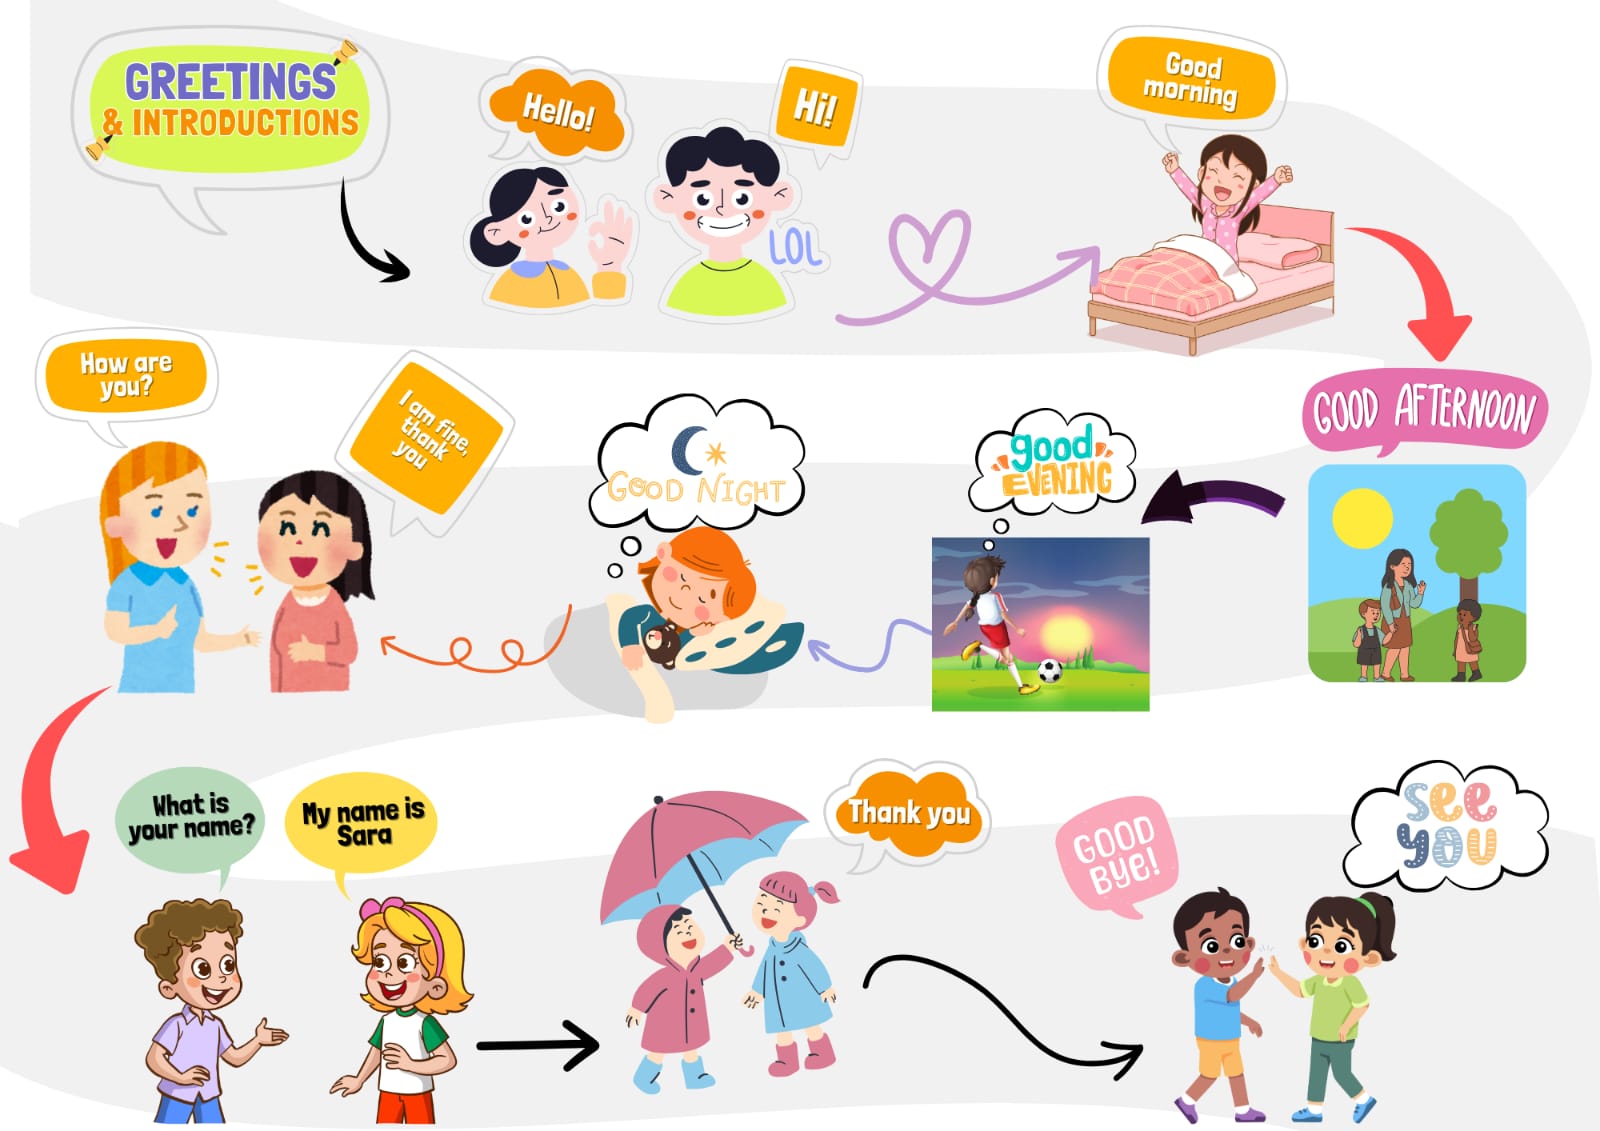 GREETINGS
& INTRODUCTIONS
Hello!
Hi!
LOL
Good
morning
GOOD AFTERNOON
good
EVENING
GOOD NIGHT
How are
you?
I am fine,
thank
you
What is
your name?
My name is
Sara
Thank you
GOOD
BYe!
See
YOU